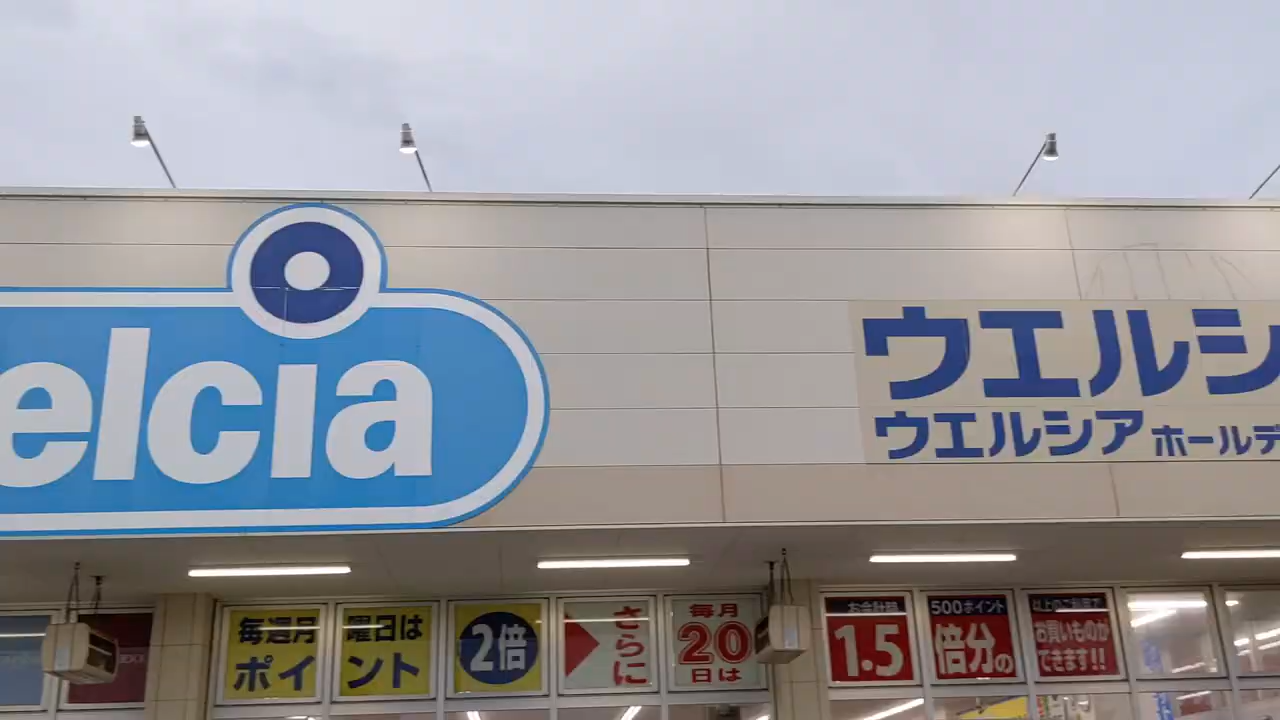 elcia
ウエルシ
ウエルシア ホールデ
毎週月
ポイ
曜日は
ント
2倍
さらに
毎月
20
日は
お会計時
1.5
500ポイント
倍分の
以上のご利用で
お買いものが
できます!!